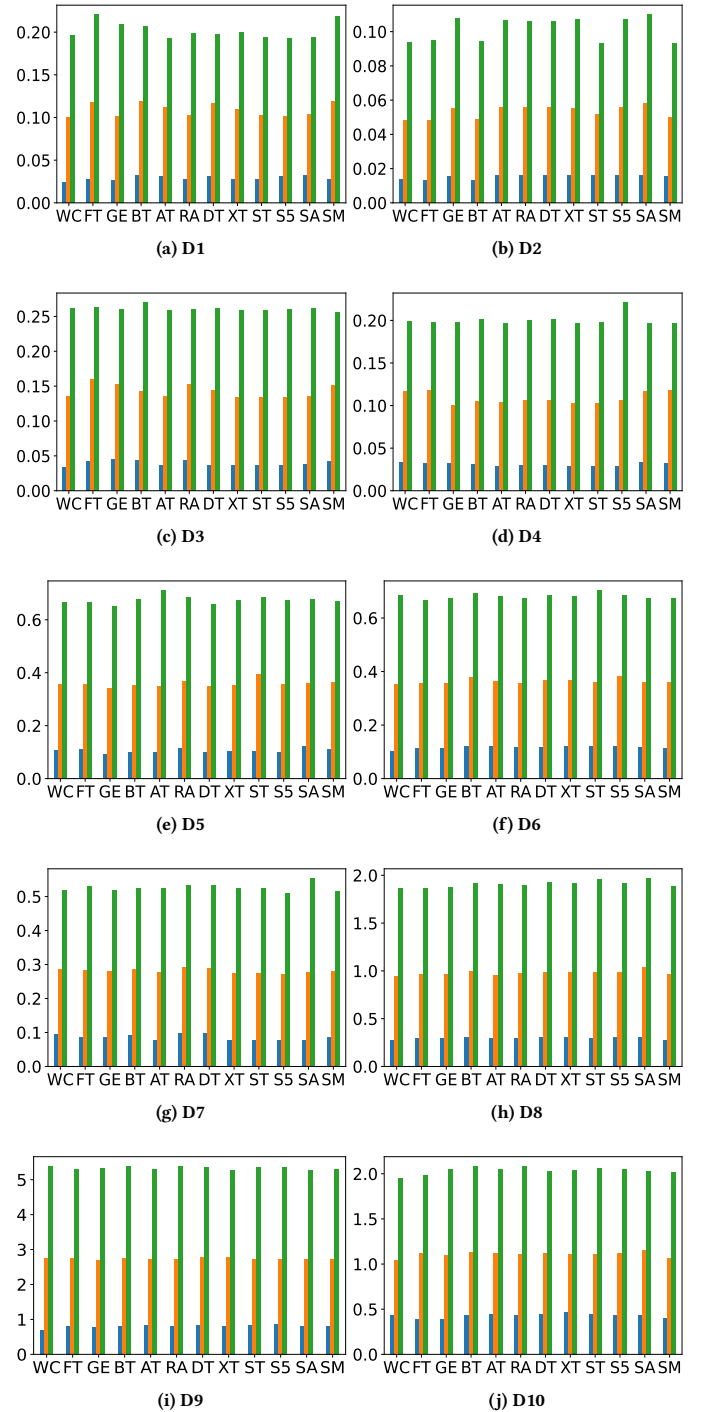 0.20
0.15
0.10
0.05
0.00
WC FT GE BT AT RA DT XT ST S5 SA SM
(a) D1
0.10
0.08
0.06
0.04
0.02
0.00
WC FT GE BT AT RA DT XT ST S5 SA SM
(b) D2
0.25
0.20
0.15
0.10
0.05
0.00
WC FT GE BT AT RA DT XT ST S5 SA SM
(c) D3
0.20
0.15
0.10
0.05
0.00
WC FT GE BT AT RA DT XT ST S5 SA SM
(d) D4
0.6
0.4
0.2
0.0
WC FT GE BT AT RA DT XT ST S5 SA SM
(e) D5
0.6
0.4
0.2
0.0
WC FT GE BT AT RA DT XT ST S5 SA SM
(f) D6
0.5
0.4
0.3
0.2
0.1
0.0
WC FT GE BT AT RA DT XT ST S5 SA SM
(g) D7
2.0
1.5
1.0
0.5
0.0
WC FT GE BT AT RA DT XT ST S5 SA SM
(h) D8
5
4
3
2
1
0
WC FT GE BT AT RA DT XT ST S5 SA SM
(i) D9
2.0
1.5
1.0
0.5
0.0
WC FT GE BT AT RA DT XT ST S5 SA SM
(j) D10